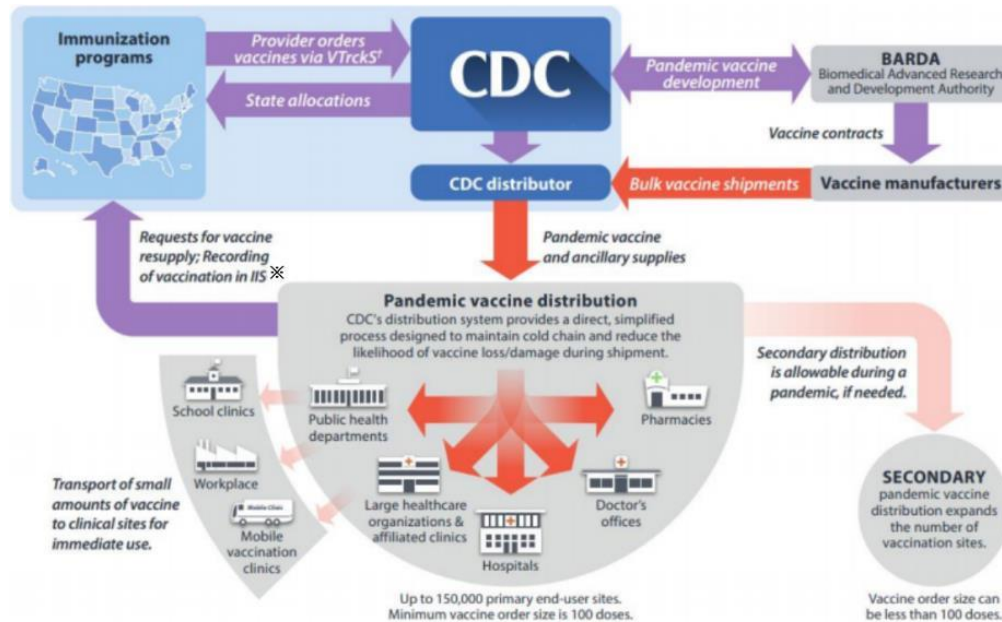 Immunization
programs
Provider orders
vaccines via VTrckS†
State allocations
CDC
Pandemic vaccine
development
BARDA
Biomedical Advanced Research
and Development Authority
Vaccine contracts
CDC distributor
Bulk vaccine shipments
Vaccine manufacturers
Requests for vaccine
resupply; Recording
of vaccination in IIS ※
Pandemic vaccine
and ancillary supplies
Pandemic vaccine distribution
CDC's distribution system provides a direct, simplified
process designed to maintain cold chain and reduce the
likelihood of vaccine loss/damage during shipment.
Secondary distribution
is allowable during a
pandemic, if needed.
School clinics
Public health
departments
Pharmacies
Transport of small
amounts of vaccine
to clinical sites for
immediate use.
Workplace
Mobile Clinic
Mobile
vaccination
clinics
Large healthcare
organizations &
affiliated clinics
Hospitals
Doctor's
offices
SECONDARY
pandemic vaccine
distribution expands
the number of
vaccination sites.
Up to 150,000 primary end-user sites.
Minimum vaccine order size is 100 doses.
Vaccine order size can
be less than 100 doses.